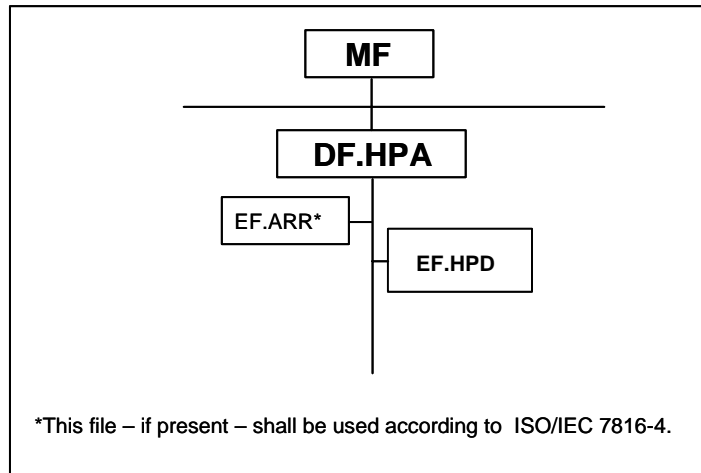 MF
DF.HPA
EF.ARR*
EF.HPD
*This file – if present – shall be used according to ISO/IEC 7816-4.